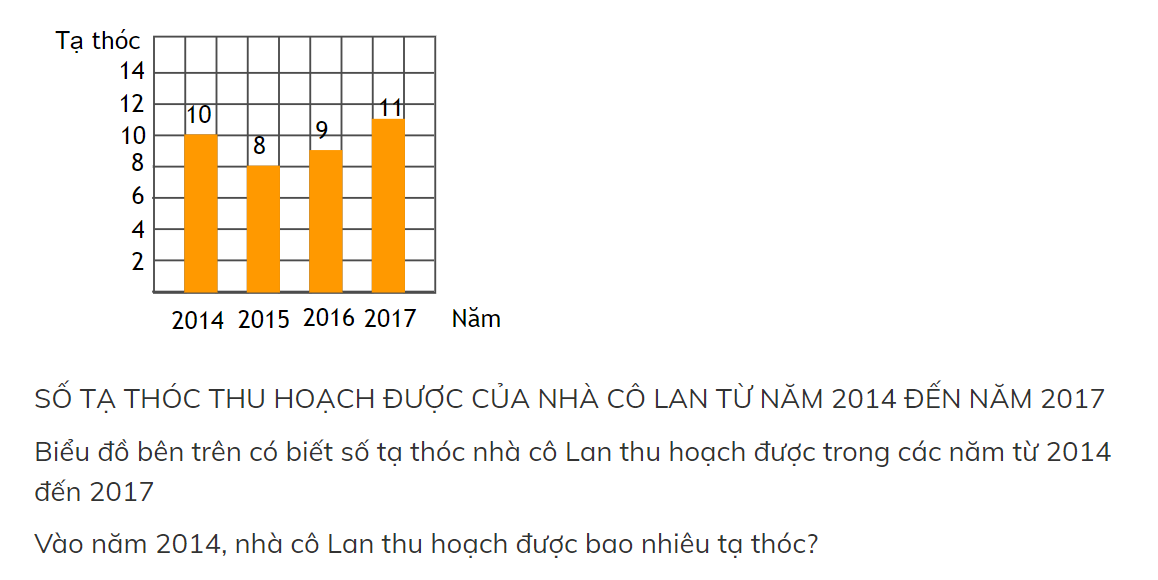 Tạ thóc
14
12
10
8
6
4
2
10
8
9
11
2014 2015 2016 2017 Năm
SỐ TẠ THÓC THU HOẠCH ĐƯỢC CỦA NHÀ CÔ LAN TỪ NĂM 2014 ĐẾN NĂM 2017
Biểu đồ bên trên có biết số tạ thóc nhà cô Lan thu hoạch được trong các năm từ 2014
đến 2017
Vào năm 2014, nhà cô Lan thu hoạch được bao nhiêu tạ thóc?